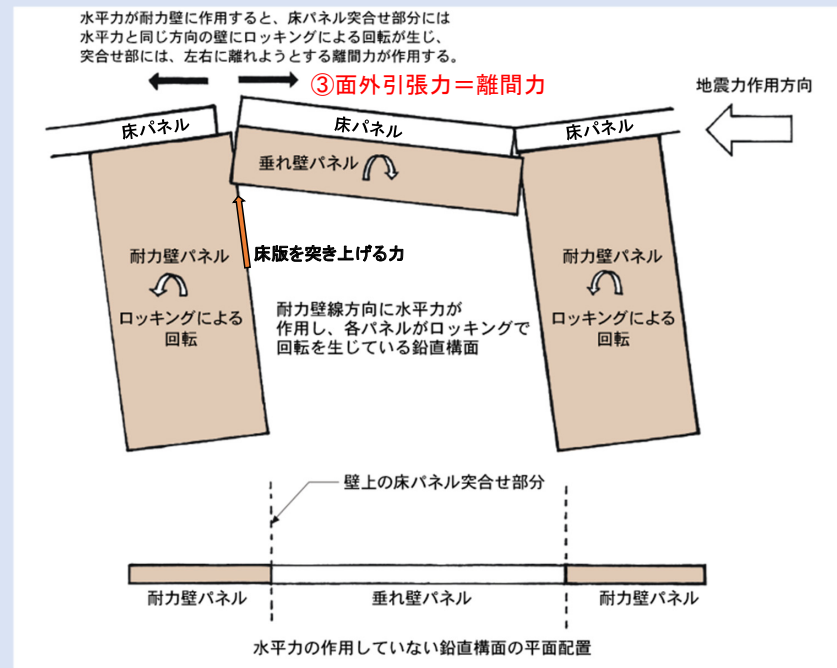 水平力が耐力壁に作用すると、床パネル突合せ部分には
水平力と同じ方向の壁にロッキングによる回転が生じ、
突合せ部には、左右に離れようとする離間力が作用する。
③面外引張力＝離間力
地震力作用方向
床パネル
床パネル
床パネル
垂れ壁パネル
床版を突き上げる力
耐力壁パネル
ロッキングによる
回転
耐力壁線方向に水平力が
作用し、各パネルがロッキングで
回転を生じている鉛直構面
耐力壁パネル
ロッキングによる
回転
壁上の床パネル突合せ部分
耐力壁パネル
垂れ壁パネル
耐力壁パネル
水平力の作用していない鉛直構面の平面配置